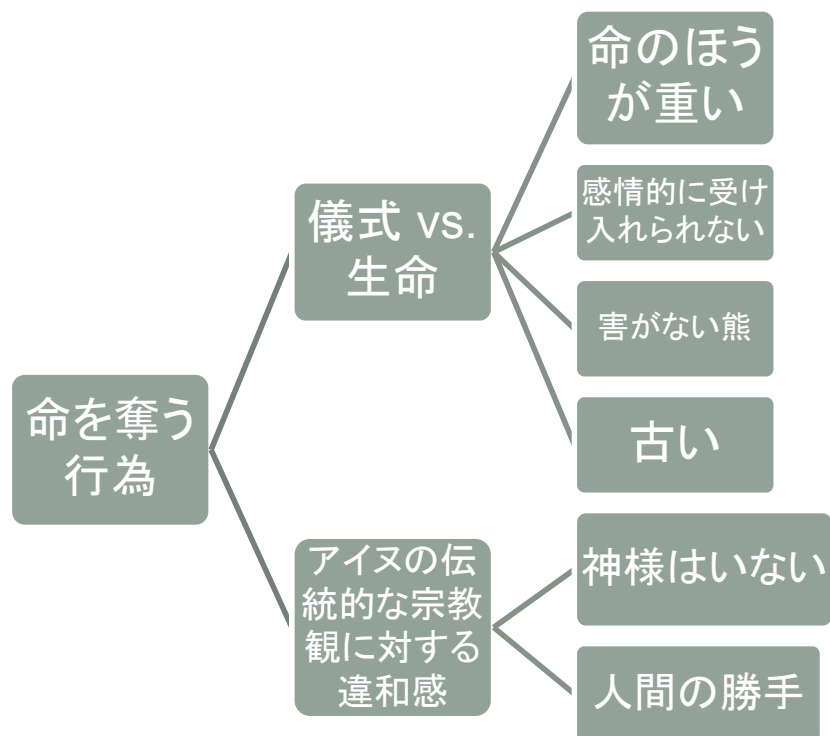 命を奪う
行為
儀式 vs.
生命
命のほう
が重い
感情的に受け
入れられない
害がない熊
古い
アイヌの伝
統的な宗教
観に対する
違和感
神様はいない
人間の勝手